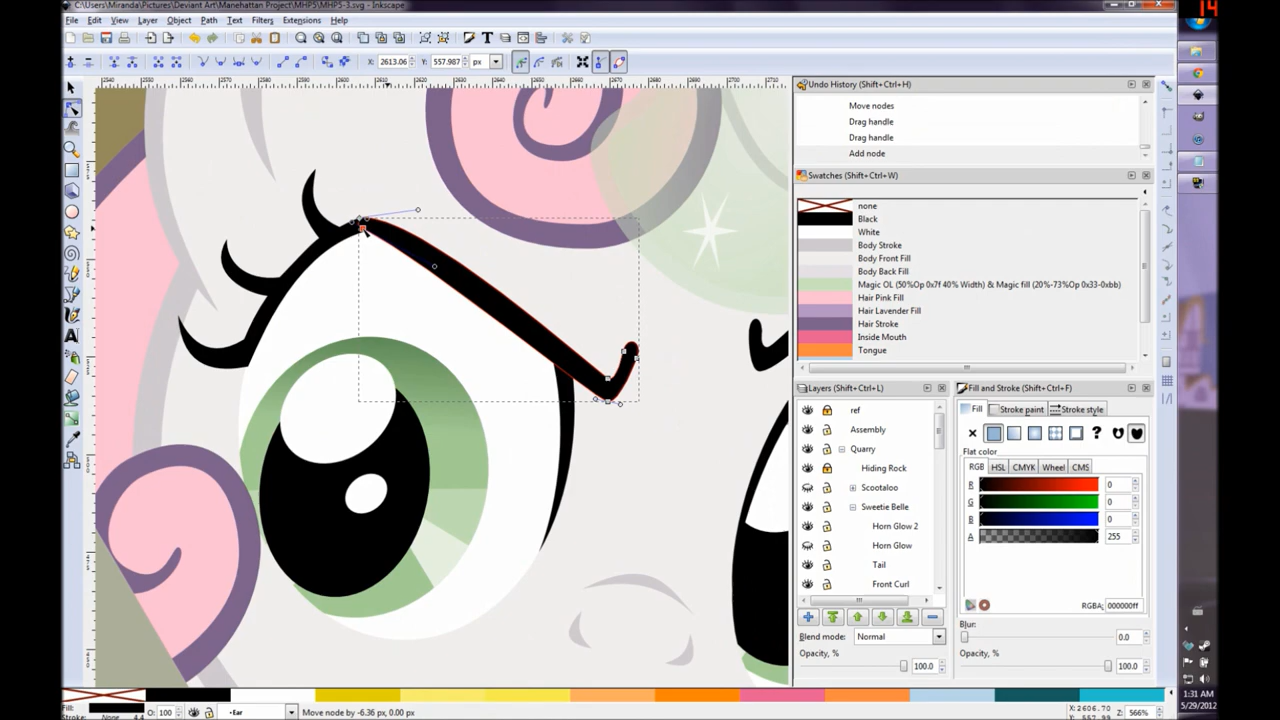 C:\Users\Miranda\Pictures\Deviant Art\Manehattan Project\MHP5\MHP5-3.svg - Inkscape
14
File Edit View Layer Object Path Text Filters Extensions Help
X: 2613.06 Y: 557.987 px
Undo History (Shift+Ctrl+H)
Move nodes
Drag handle
Drag handle
Add node
Swatches (Shift+Ctrl+W)
none
Black
White
Body Stroke
Body Front Fill
Body Back Fill
Magic OL (50%Op 0x7f 40% Width) & Magic fill (20%-73%Op 0x33-0xbb)
Hair Pink Fill
Hair Lavender Fill
Hair Stroke
Inside Mouth
Tongue
Layers (Shift+Ctrl+L)
ref
Assembly
Quarry
Hiding Rock
Scootaloo
Sweetie Belle
Horn Glow 2
Horn Glow
Tail
Front Curl
Blend mode: Normal
Opacity, %
100.0
Fill and Stroke (Shift+Ctrl+F)
Fill Stroke paint Stroke style
Flat color
RGB HSL CMYK Wheel CMS
R 0
G 0
B 0
A 255
RGBA: 000000ff
Blur:
0.0
Opacity, %
100.0
Fill:
Stroke: None 4.4
O: 100
Ear
Move node by -6.36 px, 0.00 px
X: 2606.70
Y: 557.99
Z: 566%
1:31 AM
5/29/2012